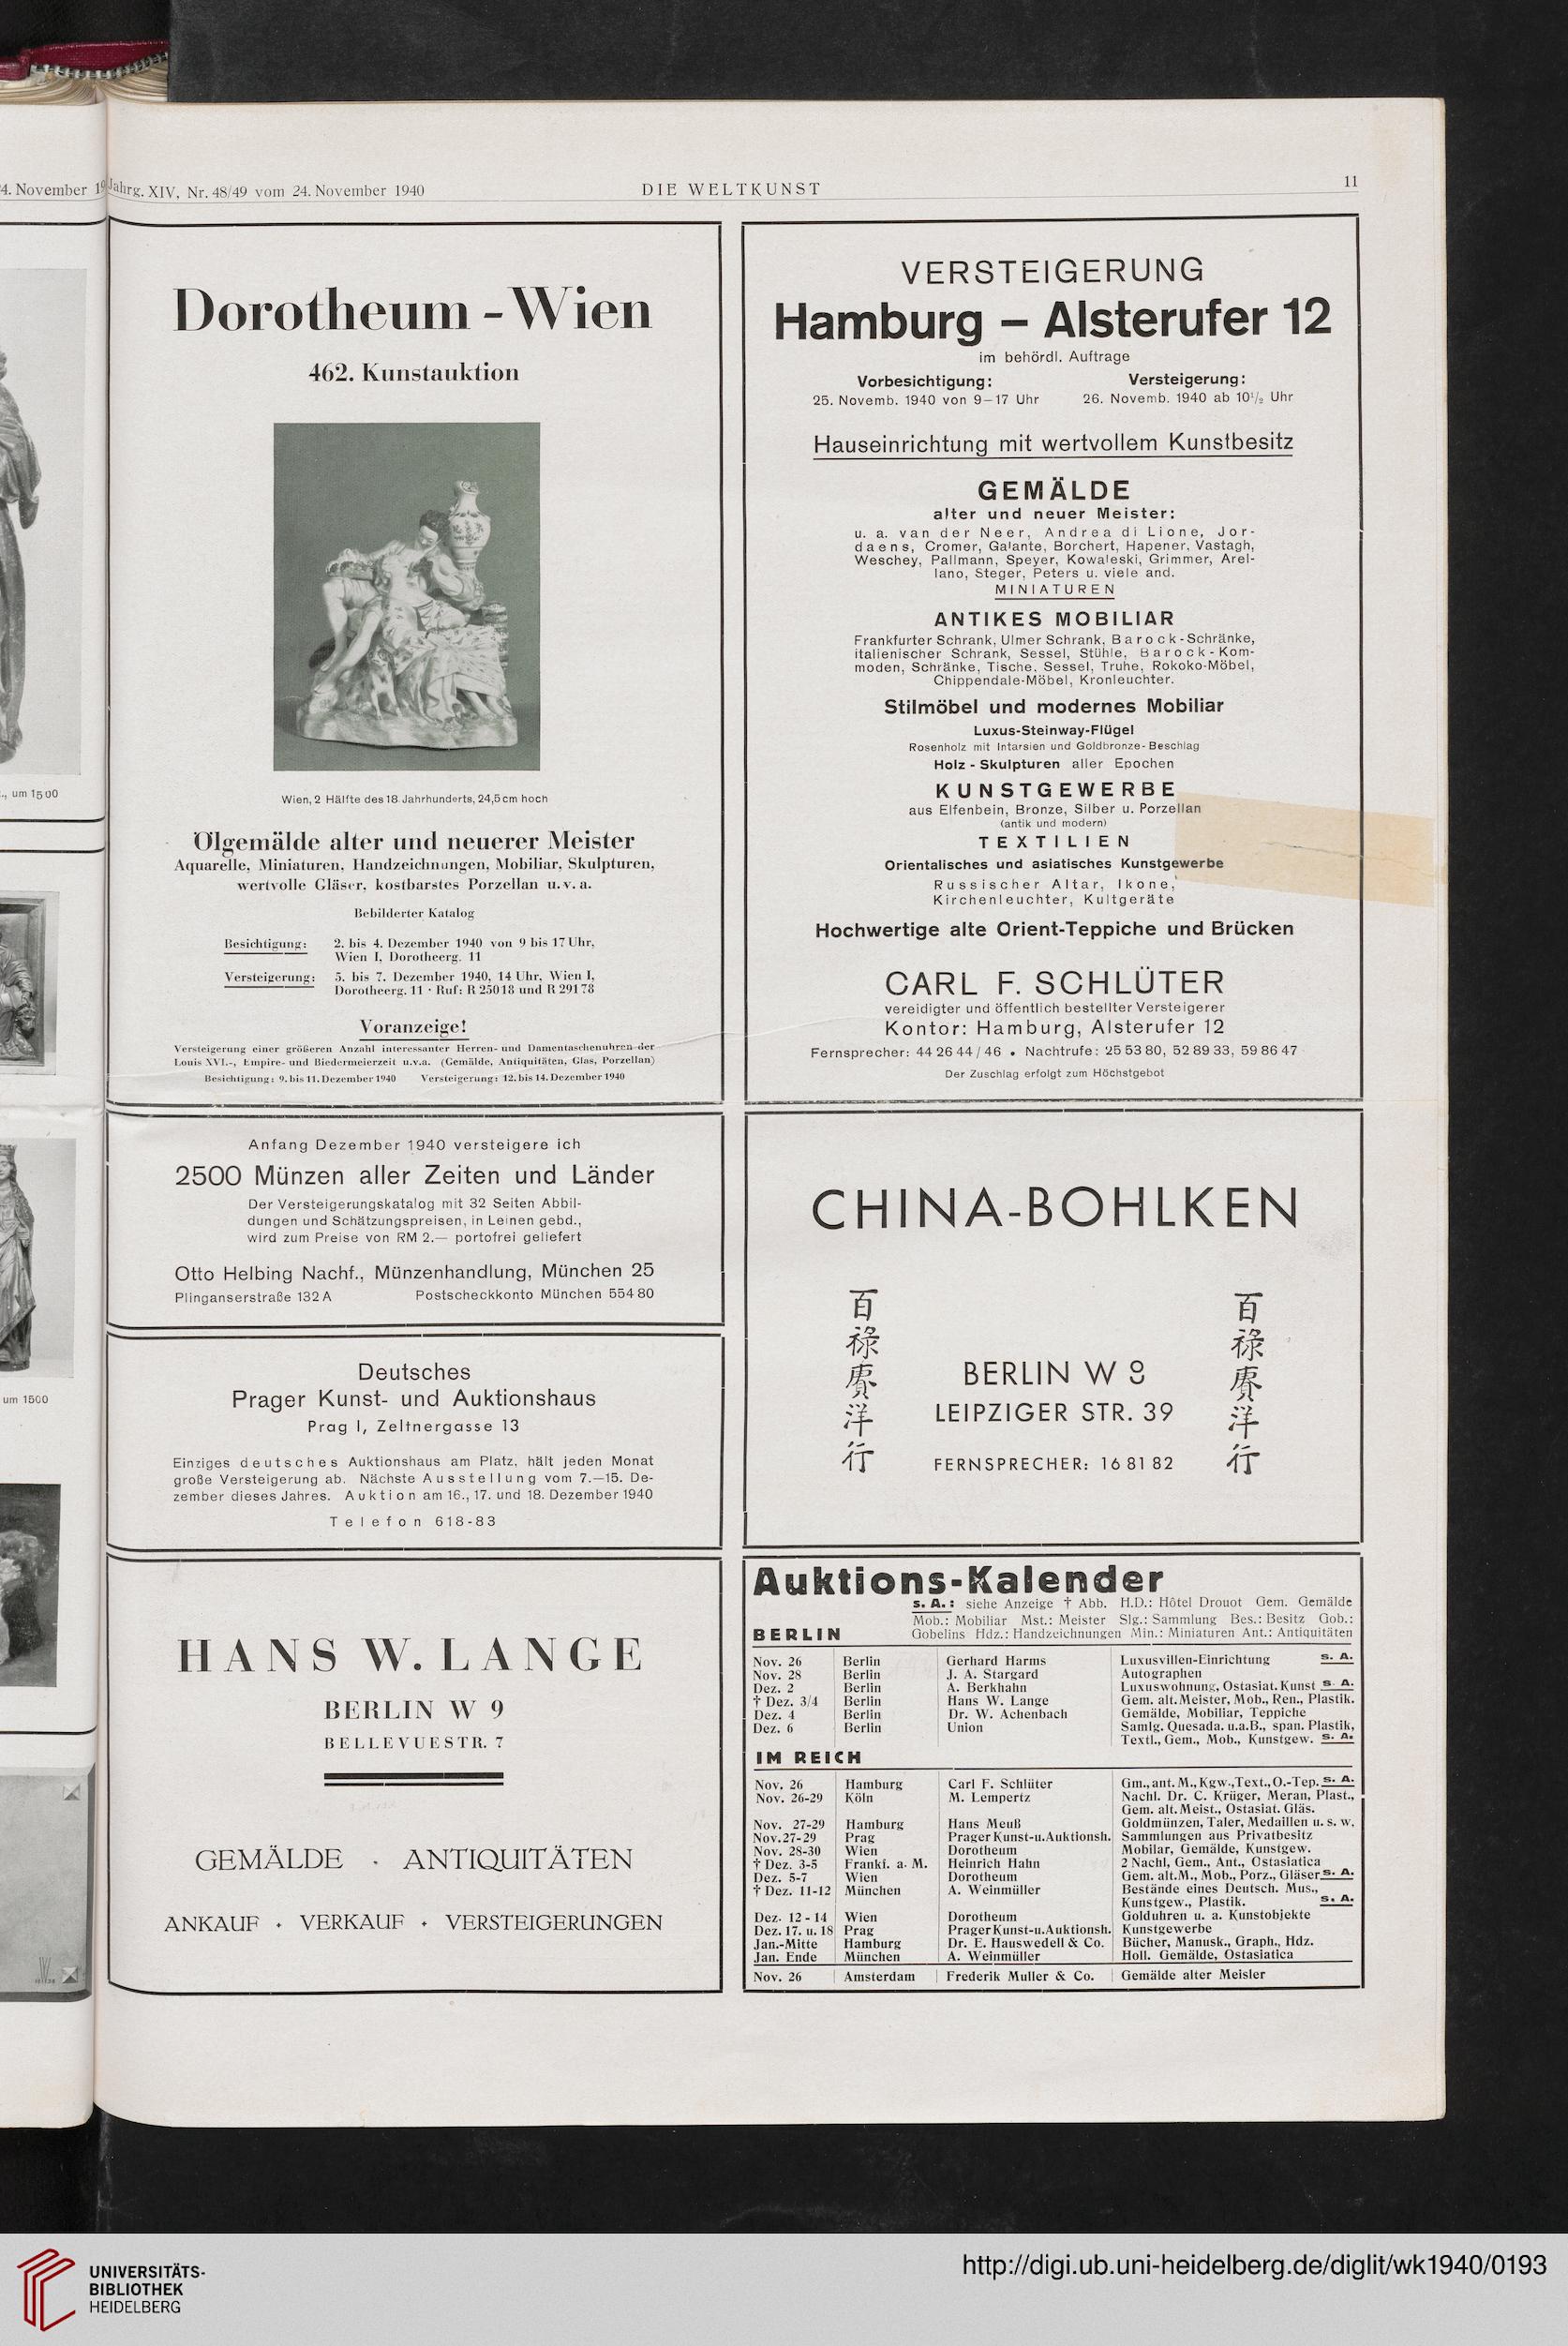 4. November 19
., um 1500
um 1500
Jahrg. XIV, Nr. 48/49 vom 24. November 1940
DIE WELTKUNST
11
Dorotheum - Wien
462. Kunstauktion
Wien, 2 Hälfte des 18. Jahrhunderts, 24,5 cm hoch
Ölgemälde alter und neuerer Meister
Aquarelle, Miniaturen, Handzeichnungen, Mobiliar, Skulpturen,
wertvolle Gläser, kostbarstes Porzellan u. v. a.
Bebilderter Katalog
Besichtigung: 2. bis 4. Dezember 1940 von 9 bis 17 Uhr,
Wien I, Dorotheerg. 11
Versteigerung: 5. bis 7. Dezember 1940, 14 Uhr, Wien I,
Dorotheerg. 11 · Ruf: R 25018 und R 29178
Voranzeige!
Versteigerung einer größeren Anzahl interessanter Herren- und Damentaschenuhren der
Louis XVI.-, Empire- und Biedermeierzeit u.v.a. (Gemälde, Antiquitäten, Glas, Porzellan)
Besichtigung: 9. bis 11. Dezember 1940 Versteigerung: 12. bis 14. Dezember 1940
Anfang Dezember 1940 versteigere ich
2500 Münzen aller Zeiten und Länder
Der Versteigerungskatalog mit 32 Seiten Abbil-
dungen und Schätzungspreisen, in Leinen gebd.,
wird zum Preise von RM 2.— portofrei geliefert
Otto Helbing Nachf., Münzenhandlung, München 25
Plinganserstraße 132 A Postscheckkonto München 554 80
Deutsches
Prager Kunst- und Auktionshaus
Prag I, Zeltnergasse 13
Einziges deutsches Auktionshaus am Platz, hält jeden Monat
große Versteigerung ab. Nächste Ausstellung vom 7.—15. De-
zember dieses Jahres. Auktion am 16., 17. und 18. Dezember 1940
Telefon 618-83
HANS W. LANGE
BERLIN W 9
BELLEVUESTR. 7
GEMÄLDE · ANTIQUITÄTEN
ANKAUF · VERKAUF · VERSTEIGERUNGEN
VERSTEIGERUNG
Hamburg – Alsterufer 12
im behördl. Auftrage
Vorbesichtigung: Versteigerung:
25. Novemb. 1940 von 9–17 Uhr 26. Novemb. 1940 ab 10½ Uhr
Hauseinrichtung mit wertvollem Kunstbesitz
GEMÄLDE
alter und neuer Meister:
u. a. van der Neer, Andrea di Lione, Jor-
daens, Cromer, Galante, Borchert, Hapener, Vastagh,
Weschey, Pallmann, Speyer, Kowaleski, Grimmer, Arel-
lano, Steger, Peters u. viele and.
MINIATUREN
ANTIKES MOBILIAR
Frankfurter Schrank, Ulmer Schrank, Barock-Schränke,
italienischer Schrank, Sessel, Stühle, Barock-Kom-
moden, Schränke, Tische, Sessel, Truhe, Rokoko-Möbel,
Chippendale-Möbel, Kronleuchter.
Stilmöbel und modernes Mobiliar
Luxus-Steinway-Flügel
Rosenholz mit Intarsien und Goldbronze-Beschlag
Holz - Skulpturen aller Epochen
KUNSTGEWERBE
aus Elfenbein, Bronze, Silber u. Porzellan
(antik und modern)
TEXTILIEN
Orientalisches und asiatisches Kunstgewerbe
Russischer Altar, Ikone,
Kirchenleuchter, Kultgeräte
Hochwertige alte Orient-Teppiche und Brücken
CARL F. SCHLÜTER
vereidigter und öffentlich bestellter Versteigerer
Kontor: Hamburg, Alsterufer 12
Fernsprecher: 44 26 44 / 46 • Nachtrufe: 25 53 80, 52 89 33, 59 86 47
Der Zuschlag erfolgt zum Höchstgebot
CHINA-BOHLKEN
百祿賡洋行
BERLIN W 8
LEIPZIGER STR. 39
FERNSPRECHER: 16 81 82
百祿賡洋行
Auktions-Kalender
s. A.: siehe Anzeige † Abb. H.D.: Hôtel Drouot Gem. Gemälde
Mob.: Mobiliar Mst.: Meister Slg.: Sammlung Bes.: Besitz Gob.:
BERLIN Gobelins Hdz.: Handzeichnungen Min.: Miniaturen Ant.: Antiquitäten
Nov. 26 Berlin Gerhard Harms Luxusvillen-Einrichtung s. A.
Nov. 28 Berlin J. A. Stargard Autographen
Dez. 2 Berlin A. Berkhahn Luxuswohnung, Ostasiat. Kunst s. A.
† Dez. 3/4 Berlin Hans W. Lange Gem. alt. Meister, Mob., Ren., Plastik.
Dez. 4 Berlin Dr. W. Achenbach Gemälde, Mobiliar, Teppiche
Dez. 6 Berlin Union Samlg. Quesada. u.a.B., span. Plastik,
Textl., Gem., Mob., Kunstgew. s. A.
IM REICH
Nov. 26 Hamburg Carl F. Schlüter Gm., ant. M., Kgw., Text., O.-Tep. s. A.
Nov. 26-29 Köln M. Lempertz Nachl. Dr. C. Krüger, Meran, Plast.,
Gem. alt. Meist., Ostasiat. Gläs.
Nov. 27-29 Hamburg Hans Meuß Goldmünzen, Taler, Medaillen u. s. w.
Nov. 27-29 Prag Prager Kunst-u. Auktionsh. Sammlungen aus Privatbesitz
Nov. 28-30 Wien Dorotheum Mobilar, Gemälde, Kunstgew.
† Dez. 3-5 Frankf. a. M. Heinrich Hahn 2 Nachl, Gem., Ant., Ostasiatica
Dez. 5-7 Wien Dorotheum Gem. alt.M., Mob., Porz., Gläser s. A.
† Dez. 11-12 München A. Weinmüller Bestände eines Deutsch. Mus.,
Kunstgew., Plastik. s. A.
Dez. 12 - 14 Wien Dorotheum Golduhren u. a. Kunstobjekte
Dez. 17. u. 18 Prag Prager Kunst-u. Auktionsh. Kunstgewerbe
Jan.-Mitte Hamburg Dr. E. Hauswedell & Co. Bücher, Manusk., Graph., Hdz.
Jan. Ende München A. Weinmüller Holl. Gemälde, Ostasiatica
Nov. 26 Amsterdam Frederik Muller & Co. Gemälde alter Meister
UNIVERSITÄTS-
BIBLIOTHEK
HEIDELBERG
http://digi.ub.uni-heidelberg.de/diglit/wk1940/0193